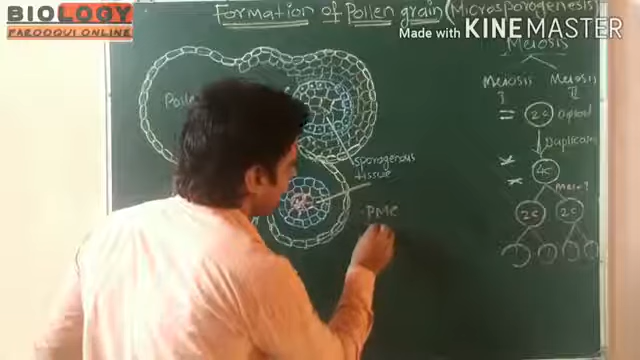 BIOLOGY
FAROOQUI ONLINE
Formation of Pollen grain (Microsporogenesis)
Made with KINEMASTER
Meiosis
Meiosis Meiosis
I II
Polle
= 2C diploid
Duplication
4C
sporogenous
tissue
PMC
2C 2C